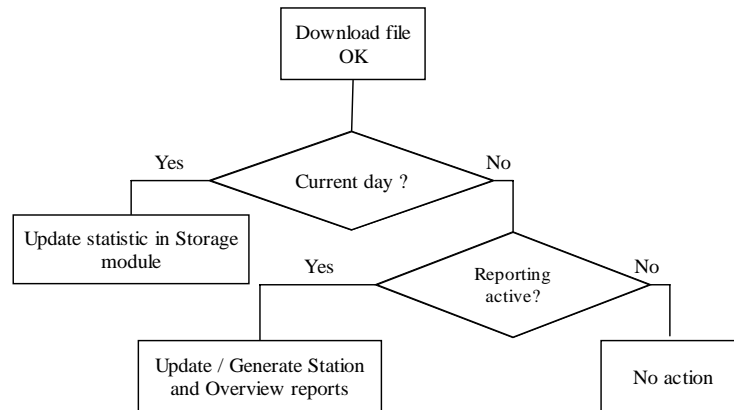 Download file
OK
Yes
No
Current day ?
Update statistic in Storage
module
Yes
Reporting
active?
No
Update / Generate Station
and Overview reports
No action